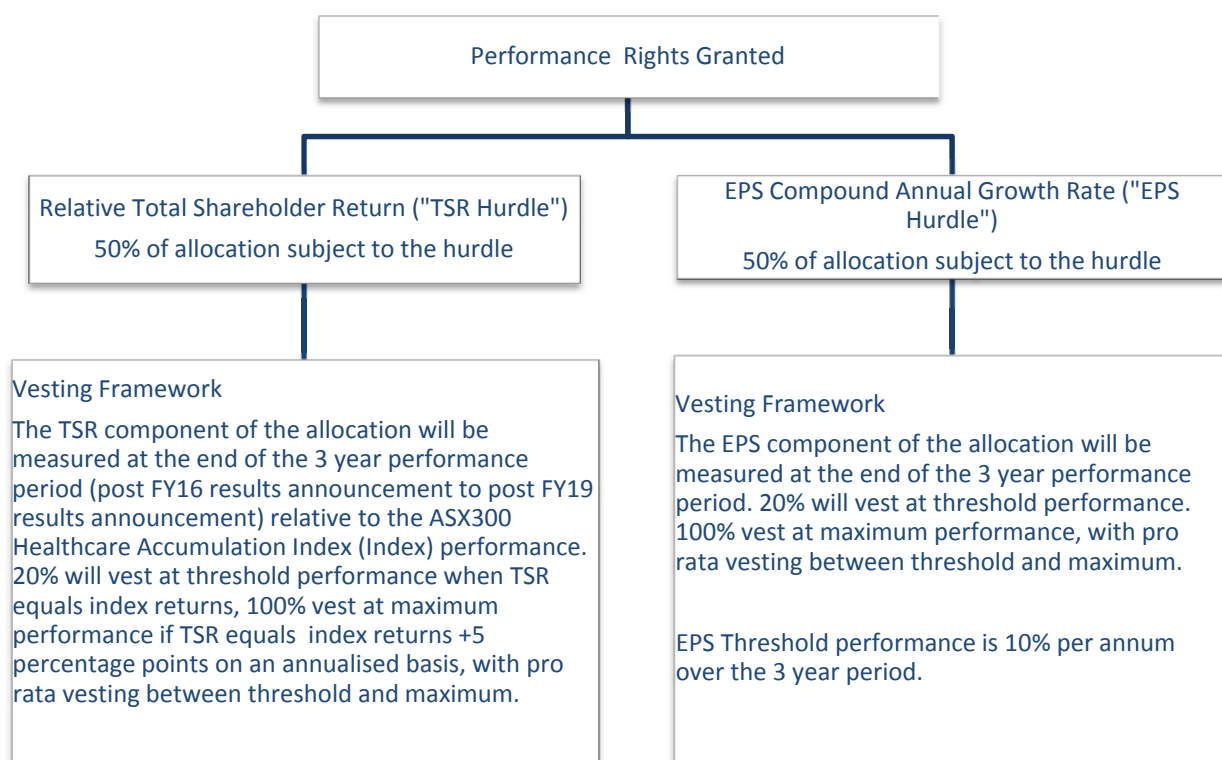 Performance  Rights Granted
Relative Total Shareholder Return ("TSR Hurdle")
50% of allocation subject to the hurdle
EPS Compound Annual Growth Rate ("EPS
Hurdle")
50% of allocation subject to the hurdle
Vesting Framework
The TSR component of the allocation will be
measured at the end of the 3 year performance
period (post FY16 results announcement to post FY19
results announcement) relative to the ASX300
Healthcare Accumulation Index (Index) performance.
20% will vest at threshold performance when TSR
equals index returns, 100% vest at maximum
performance if TSR equals  index returns +5
percentage points on an annualised basis, with pro
rata vesting between threshold and maximum.
Vesting Framework
The EPS component of the allocation will be
measured at the end of the 3 year performance
period. 20% will vest at threshold performance.
100% vest at maximum performance, with pro
rata vesting between threshold and maximum.
EPS Threshold performance is 10% per annum
over the 3 year period.